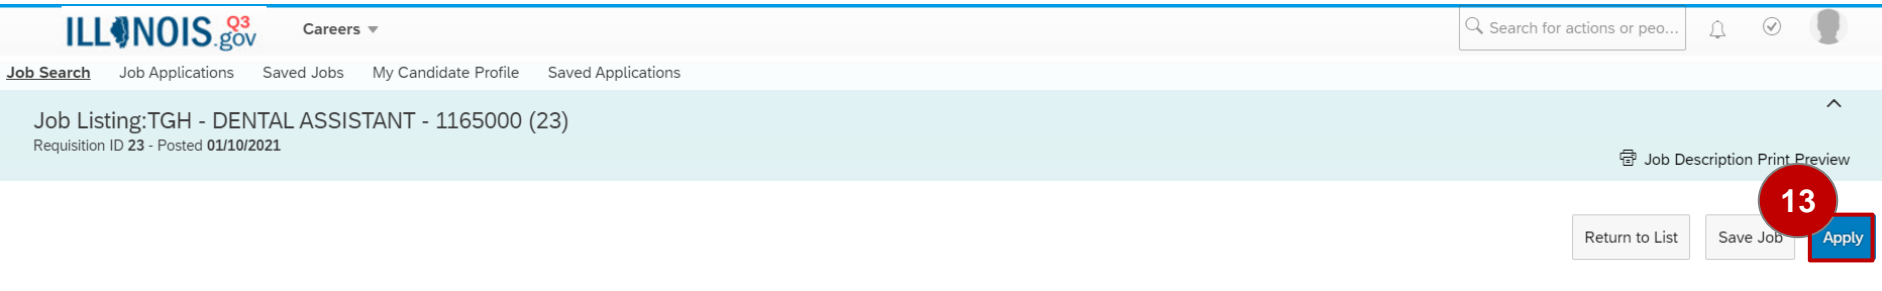 ILLINOIS.gov Q3
Careers
Search for actions or peo...
Job Search Job Applications Saved Jobs My Candidate Profile Saved Applications
Job Listing:TGH - DENTAL ASSISTANT - 1165000 (23)
Requisition ID 23 - Posted 01/10/2021
Job Description Print Preview
13
Return to List Save Job Apply